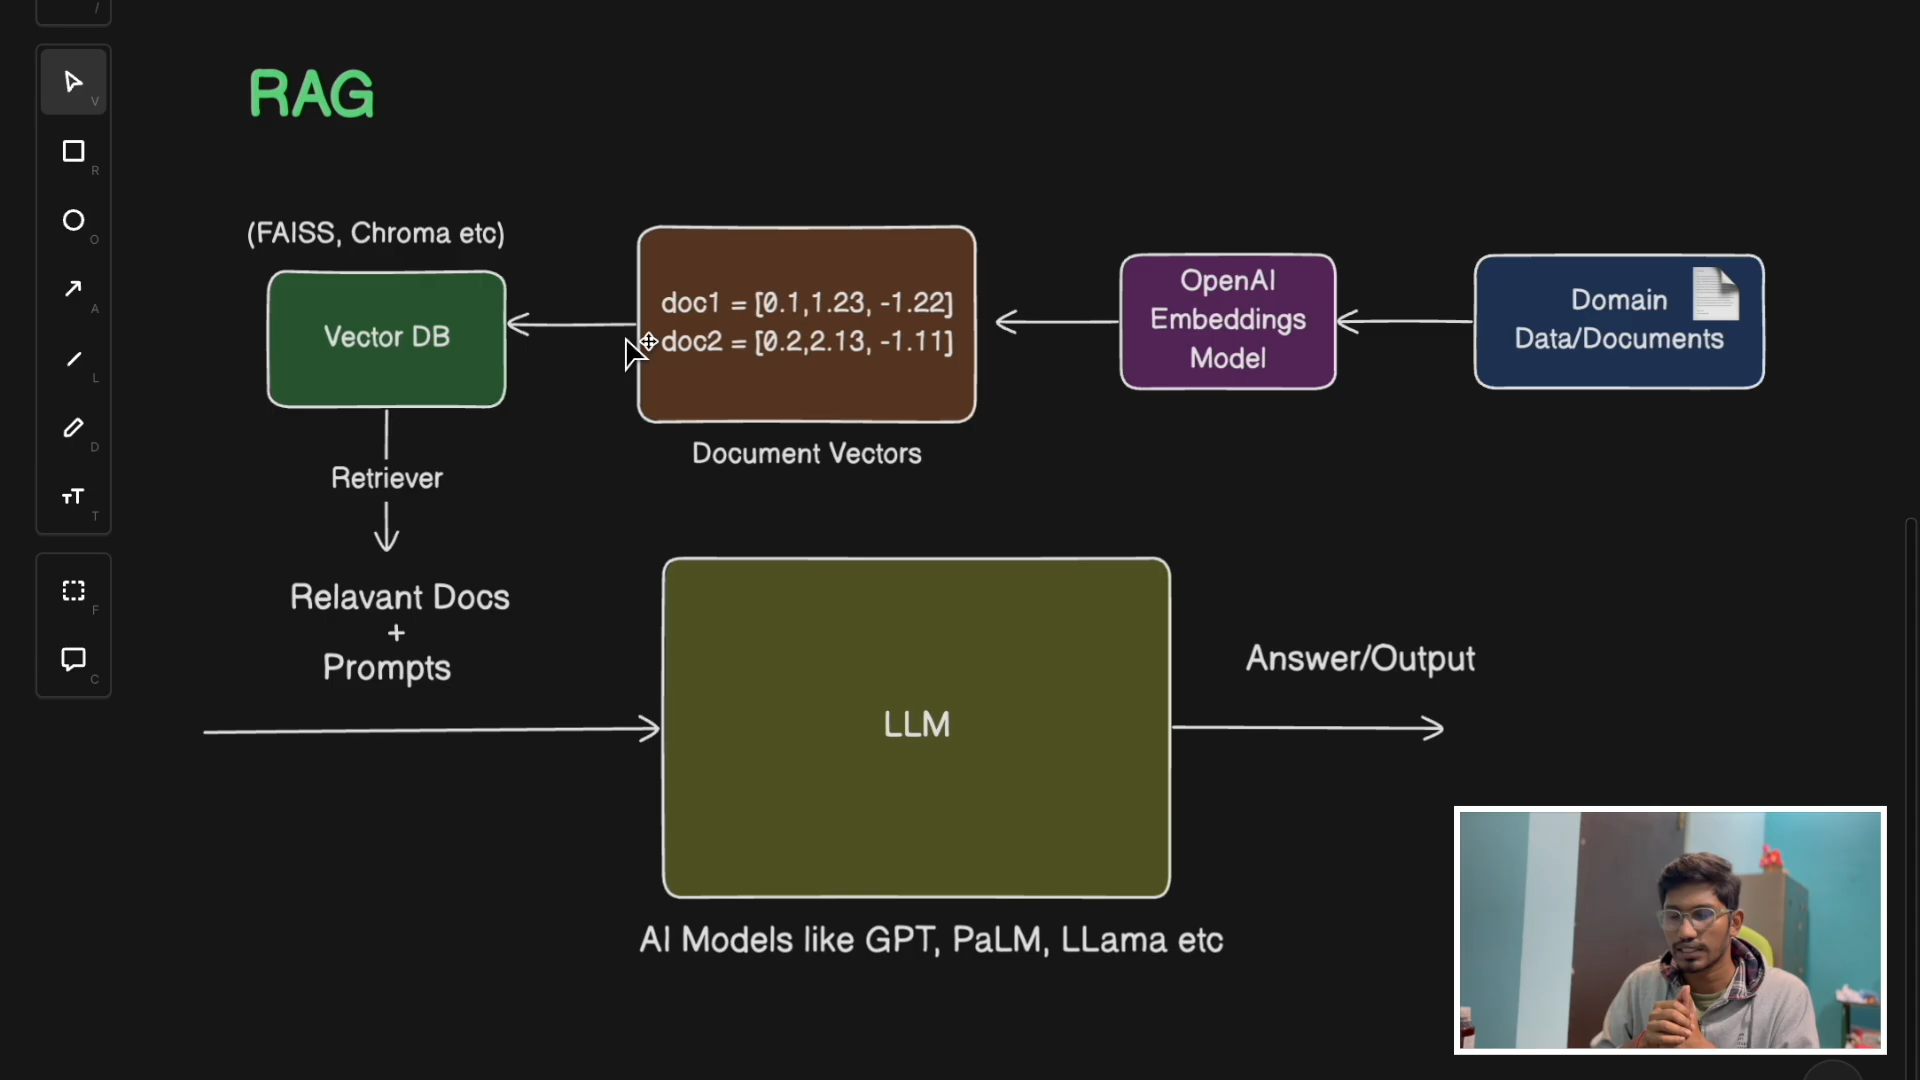 /
V
R
O
A
L
D
T
F
C
RAG
(FAISS, Chroma etc)
Vector DB
doc1 = [0.1,1.23, -1.22]
doc2 = [0.2,2.13, -1.11]
Document Vectors
OpenAI
Embeddings
Model
Domain
Data/Documents
Retriever
Relavant Docs
+
Prompts
LLM
Answer/Output
AI Models like GPT, PaLM, LLama etc